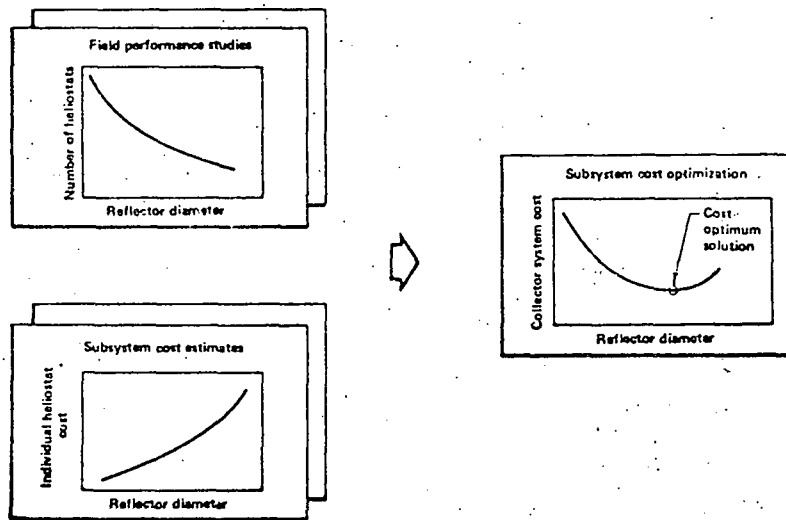 Field performance studies
Number of heliostats
Reflector diameter
Subsystem cost estimates
Individual heliostat
cost
Reflector diameter
Subsystem cost optimization
Collector system cost
Cost-
optimum
solution
Reflector diameter